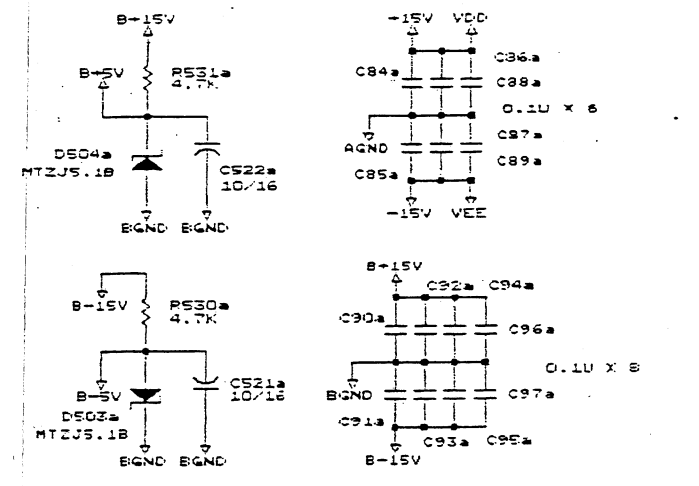 B+15V
B+5V
R531a
4.7K
D504a
MTZJ5.1B
C522a
10/16
BGND BGND
+15V VDD
C84a
C86a
C88a
0.1U X 6
AGND
C87a
C85a
C89a
-15V VEE
B-15V
R530a
4.7K
B-5V
D503a
MTZJ5.1B
C521a
10/16
BGND BGND
B+15V
C92a C94a
C90a
C96a
0.1U X 8
BGND
C97a
C91a
C93a C95a
B-15V